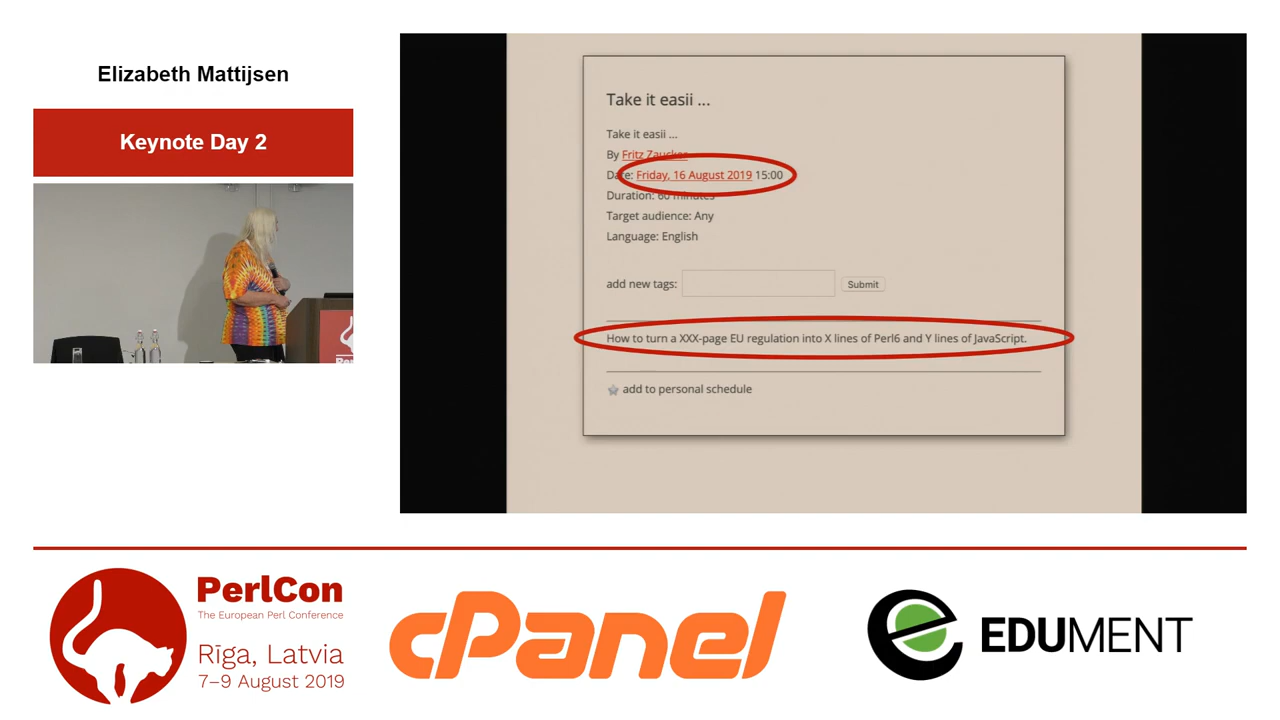 Elizabeth Mattijsen
Keynote Day 2
Take it easii ...
Take it easii ...
By Fritz Zaucker
Date: Friday, 16 August 2019 15:00
Duration: 60 minutes
Target audience: Any
Language: English
add new tags: Submit
How to turn a XXX-page EU regulation into X lines of Perl6 and Y lines of JavaScript.
add to personal schedule
PerlCon
The European Perl Conference
Rīga, Latvia
7–9 August 2019
cPanel
EDUMENT